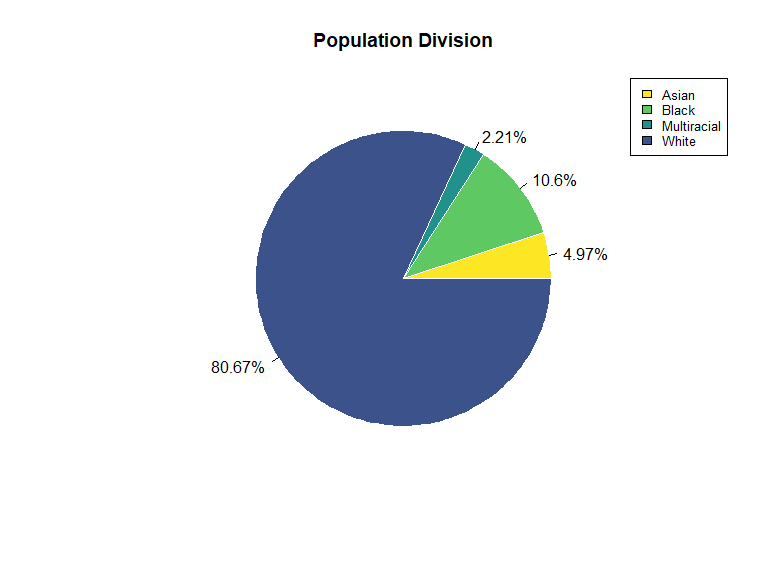 Population Division
Asian
Black
Multiracial
White
2.21%
10.6%
4.97%
80.67%